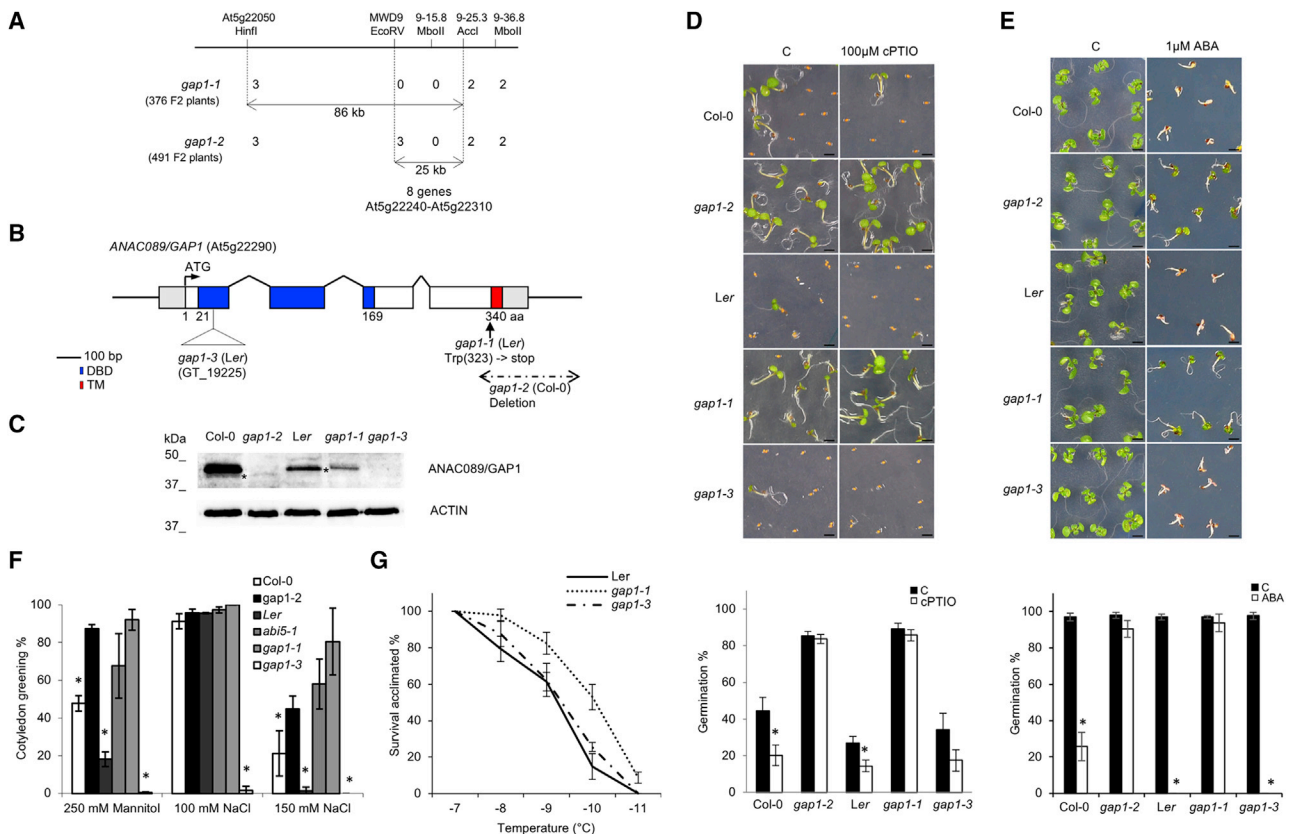 A
At5g22050 MWD9 9-15.8 9-25.3 9-36.8
HinfI EcoRV MboII AccI MboII
gap1-1 3 0 0 2 2
(376 F2 plants)
86 kb
gap1-2 3 3 0 2 2
(491 F2 plants)
25 kb
8 genes
At5g22240-At5g22310
B
ANAC089/GAP1 (At5g22290)
ATG
1 21 169 340 aa
gap1-3 (Ler)
(GT_19225)
gap1-1 (Ler)
Trp(323) -> stop
gap1-2 (Col-0)
Deletion
100 bp
DBD
TM
C
kDa Col-0 gap1-2 Ler gap1-1 gap1-3
50
* *
ANAC089/GAP1
37
ACTIN
37
D
C 100µM cPTIO
Col-0
gap1-2
Ler
gap1-1
gap1-3
C
cPTIO
Germination %
100
80
60
40
20
0
* *
Col-0 gap1-2 Ler gap1-1 gap1-3
E
C 1µM ABA
Col-0
gap1-2
Ler
gap1-1
gap1-3
C
ABA
Germination %
100
80
60
40
20
0
* * *
Col-0 gap1-2 Ler gap1-1 gap1-3
F
Col-0
gap1-2
Ler
abi5-1
gap1-1
gap1-3
Cotyledon greening %
100
80
60
40
20
0
* * * * * * *
250 mM Mannitol 100 mM NaCl 150 mM NaCl
G
Ler
gap1-1
gap1-3
Survival acclimated %
100
80
60
40
20
0
-7 -8 -9 -10 -11
Temperature (°C)